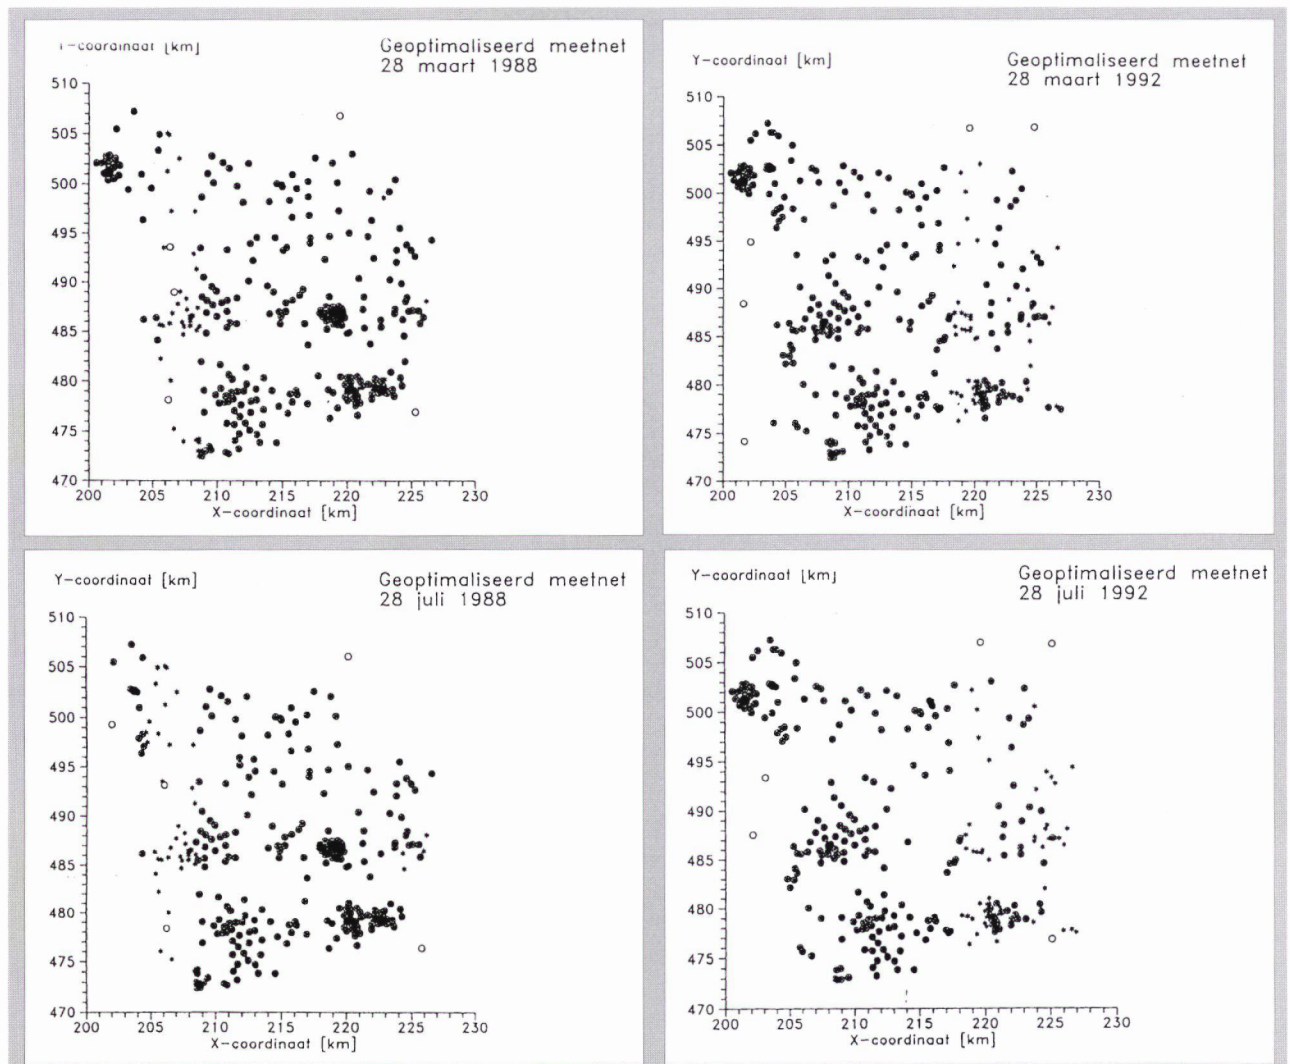 Y-coordinaat [km]
Geoptimaliseerd meetnet
28 maart 1988
510
505
500
495
490
485
480
475
470
200 205 210 215 220 225 230
X-coordinaat [km]
Y-coordinaat [km]
Geoptimaliseerd meetnet
28 maart 1992
510
505
500
495
490
485
480
475
470
200 205 210 215 220 225 230
X-coordinaat [km]
Y-coordinaat [km]
Geoptimaliseerd meetnet
28 juli 1988
510
505
500
495
490
485
480
475
470
200 205 210 215 220 225 230
X-coordinaat [km]
Y-coordinaat [km]
Geoptimaliseerd meetnet
28 juli 1992
510
505
500
495
490
485
480
475
470
200 205 210 215 220 225 230
X-coordinaat [km]